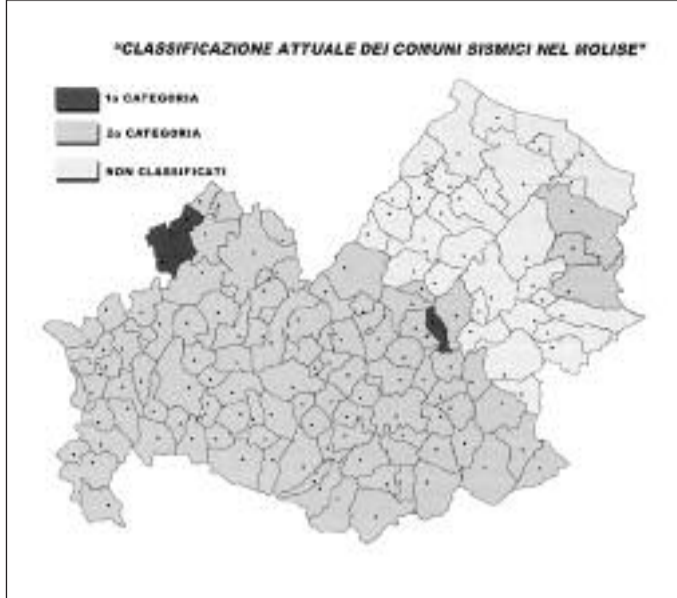 "CLASSIFICAZIONE ATTUALE DEI COMUNI SISMICI NEL MOLISE"
1a CATEGORIA
2a CATEGORIA
NON CLASSIFICATI